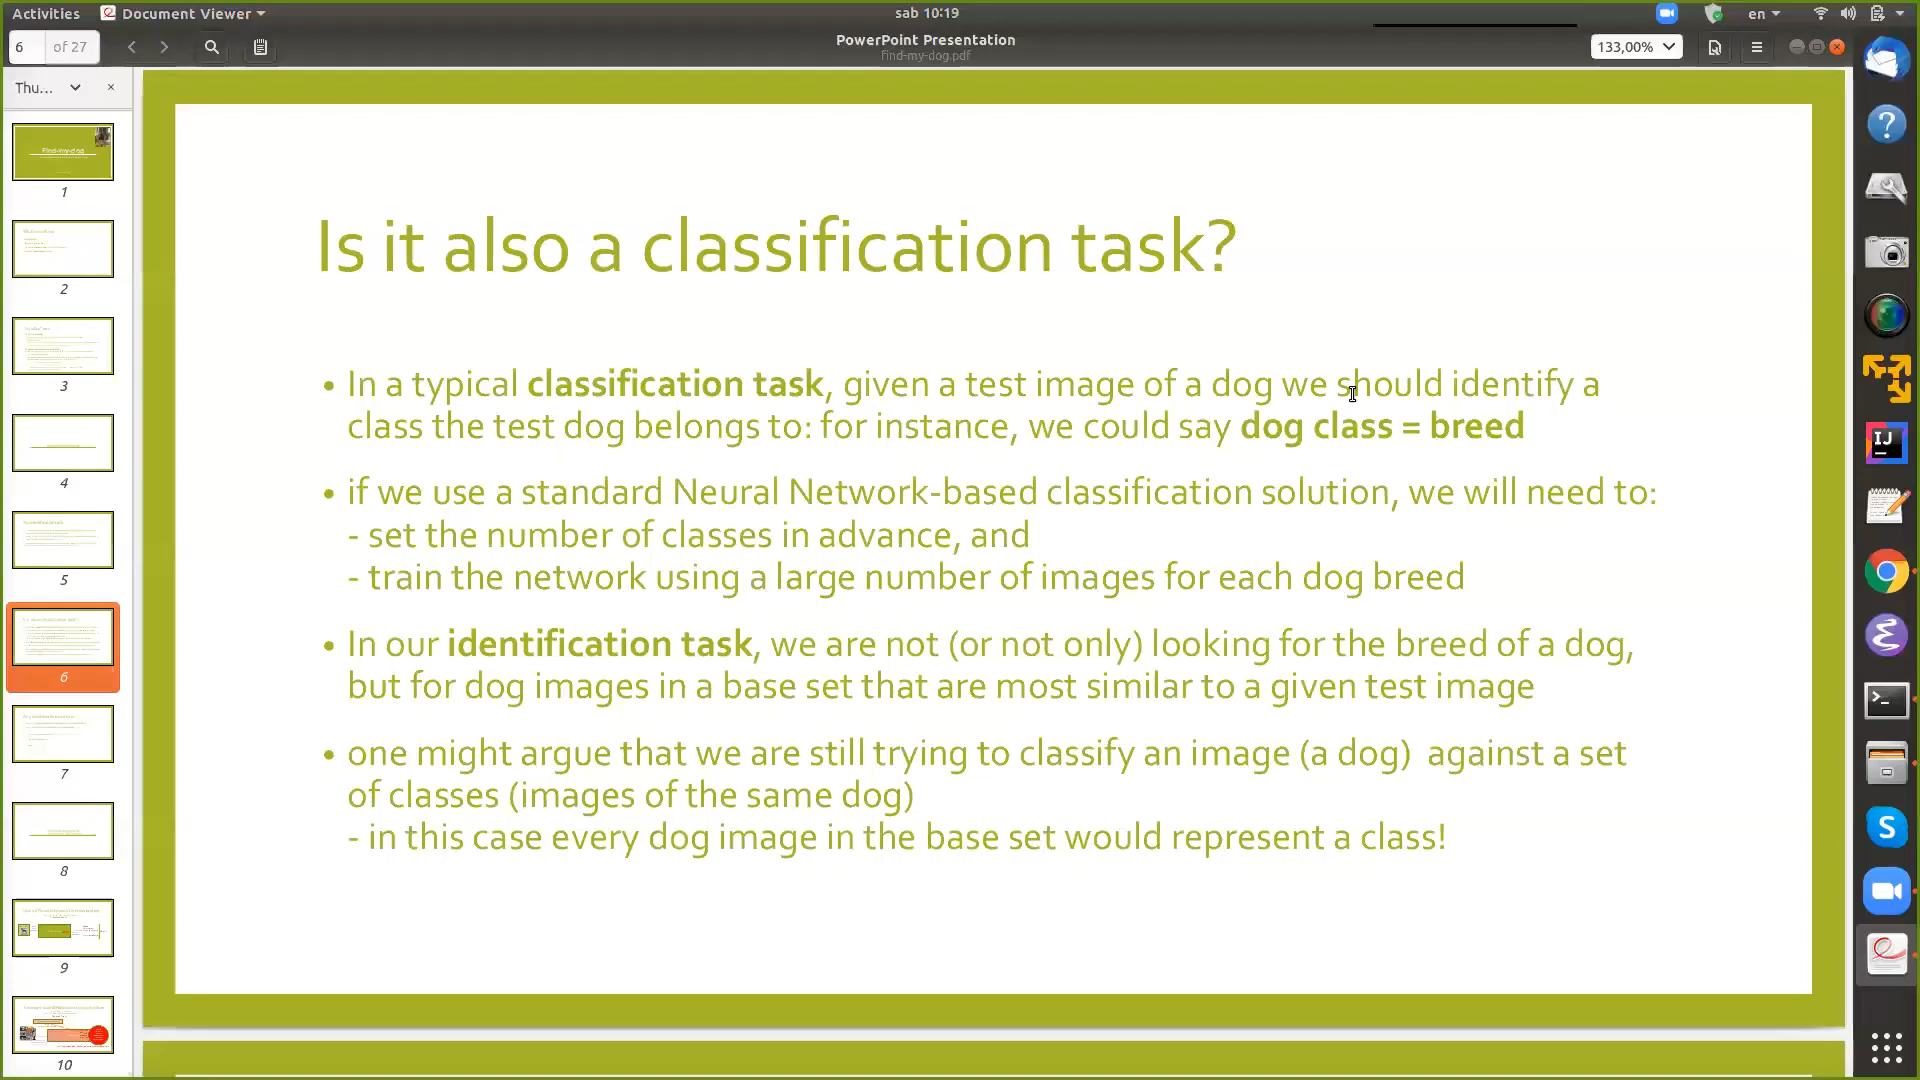 Activities Document Viewer sab 10:19 en
6 of 27 PowerPoint Presentation 133,00%
find-my-dog.pdf
Thu...
Find-my-dog
1
2
3
4
5
6
7
8
9
10
Is it also a classification task?
• In a typical classification task, given a test image of a dog we should identify a
class the test dog belongs to: for instance, we could say dog class = breed
• if we use a standard Neural Network-based classification solution, we will need to:
- set the number of classes in advance, and
- train the network using a large number of images for each dog breed
• In our identification task, we are not (or not only) looking for the breed of a dog,
but for dog images in a base set that are most similar to a given test image
• one might argue that we are still trying to classify an image (a dog) against a set
of classes (images of the same dog)
- in this case every dog image in the base set would represent a class!
IJ
S